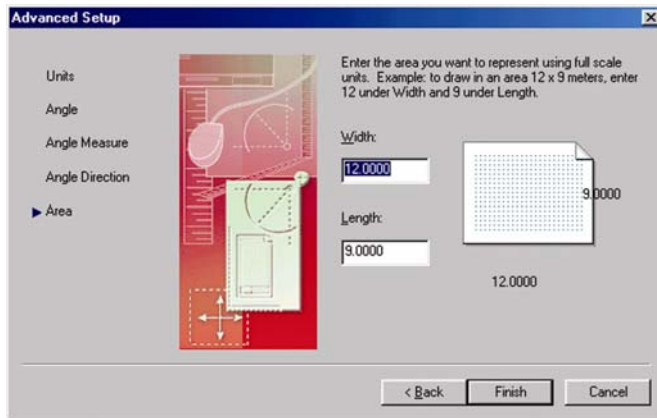 Advanced Setup
Units
Angle
Angle Measure
Angle Direction
Area
Enter the area you want to represent using full scale
units. Example: to draw in an area 12 x 9 meters, enter
12 under Width and 9 under Length.
Width:
12.0000
Length:
9.0000
9.0000
12.0000
< Back
Finish
Cancel